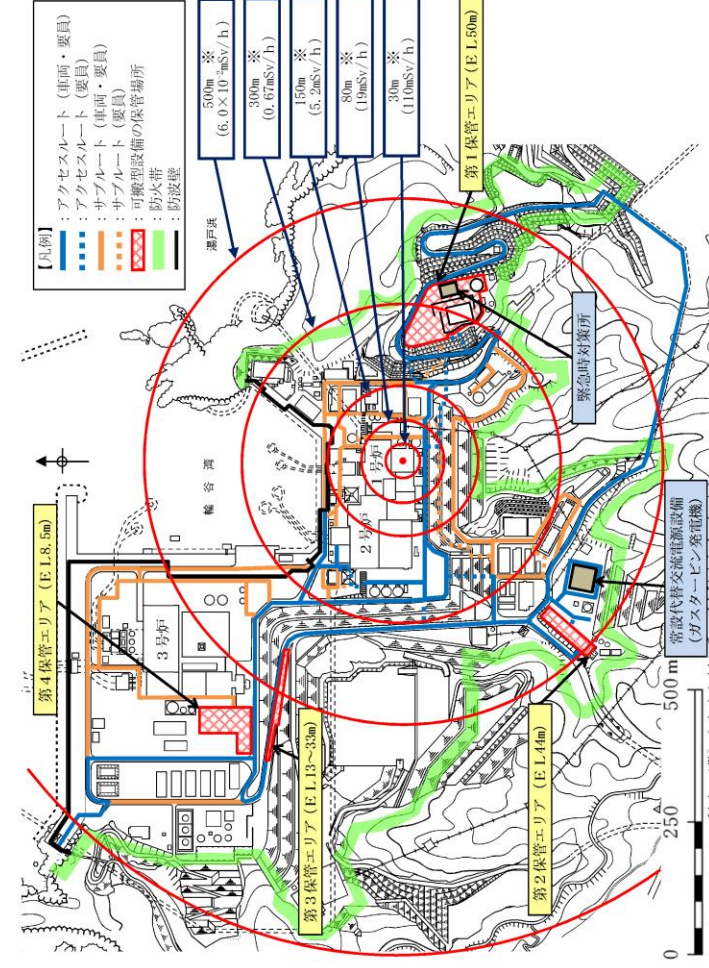 【凡例】
：アクセスルート（車両・要員）
：アクセスルート（要員）
：サブルート（車両・要員）
：サブルート（要員）
：可搬型設備の保管場所
：防火帯
：防波壁
500m ※
(6.0×10⁻²mSv/h)
300m ※
(0.67mSv/h)
150m ※
(5.2mSv/h)
80m ※
(19mSv/h)
30m ※
(110mSv/h)
第1保管エリア（EL50m）
湯戸浜
輪谷湾
第4保管エリア（EL8.5m）
3号炉
2号炉
号炉
緊急時対策所
第3保管エリア（EL13～33m）
第2保管エリア（EL44m）
常設代替交流電源設備
（ガスタービン発電機）
0 250 500 m